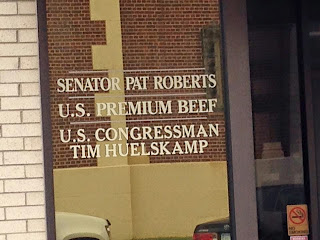 SENATOR PAT ROBERTS
U.S. PREMIUM BEEF
U.S. CONGRESSMAN
TIM HUELSKAMP